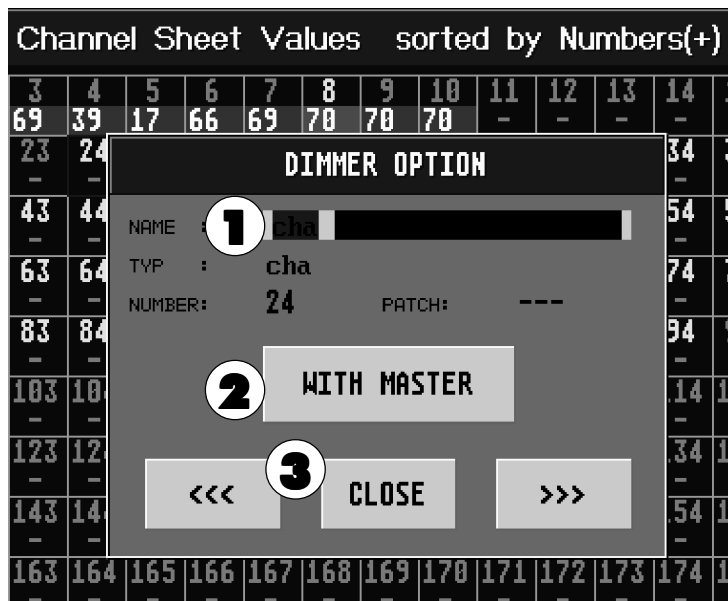 Channel Sheet Values sorted by Numbers(+)
3 4 5 6 7 8 9 10 11 12 13 14
69 39 17 66 69 70 70 70 - - - -
23 24 34
- - -
DIMMER OPTION
43 44 54
- - -
NAME : 1 cha
63 64 TYP : cha 74
- - -
NUMBER: 24 PATCH: ---
83 84 94
- - -
2 WITH MASTER
103
- - -
123
- - -
3
<<< CLOSE >>>
143
- - -
163 164 165 166 167 168 169 170 171 172 173 174
- - - - - - - - - - - -